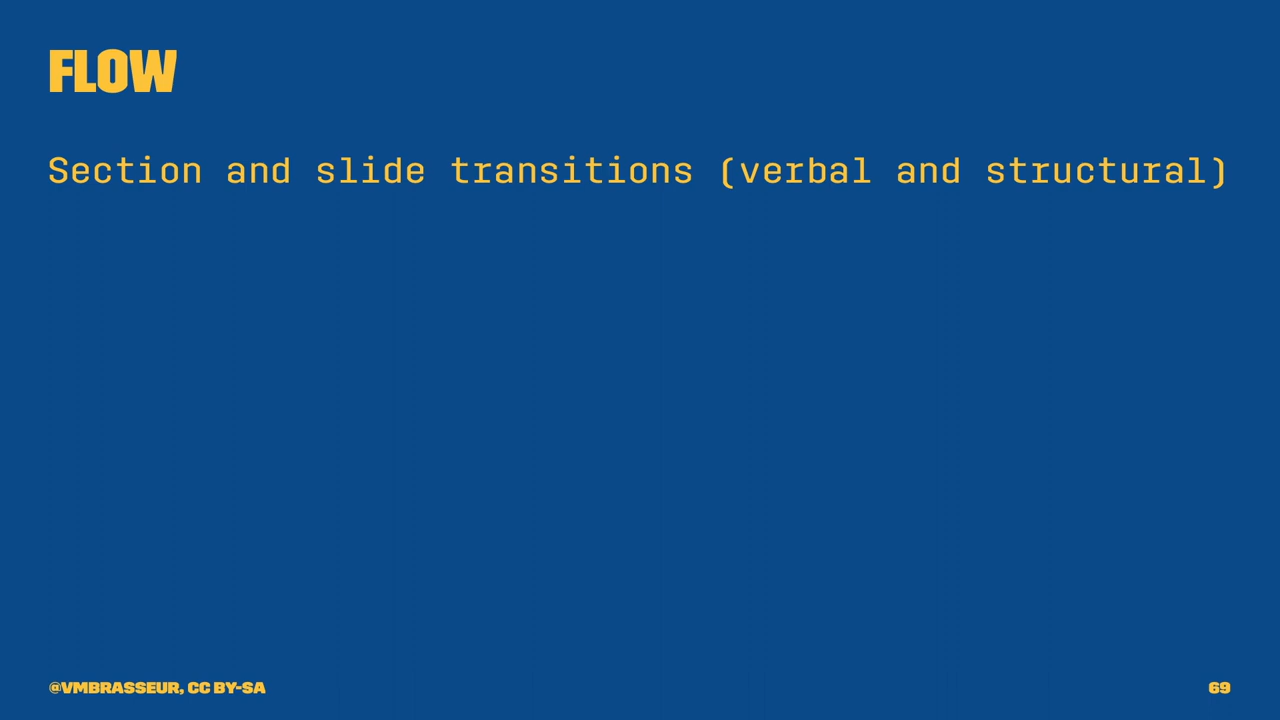 FLOW
Section and slide transitions (verbal and structural)
@VMBRASSEUR, CC BY-SA
69